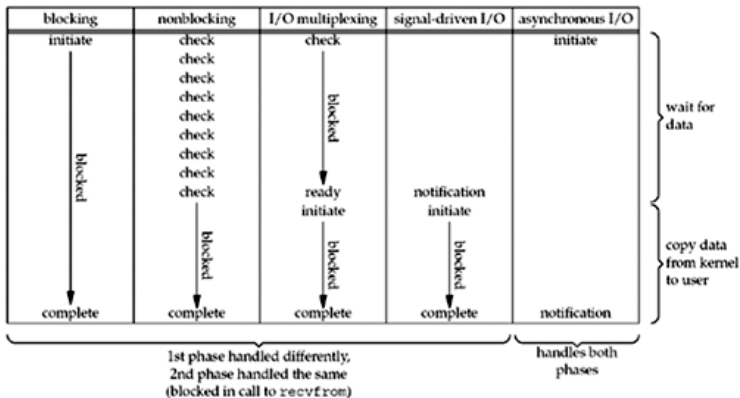 blocking nonblocking I/O multiplexing signal-driven I/O asynchronous I/O
initiate check check initiate
check
check
check
check
check
check
check
check ready notification
initiate initiate
blocked
blocked
blocked
blocked
blocked
complete complete complete complete notification
wait for
data
copy data
from kernel
to user
1st phase handled differently,
2nd phase handled the same
(blocked in call to recvfrom)
handles both
phases